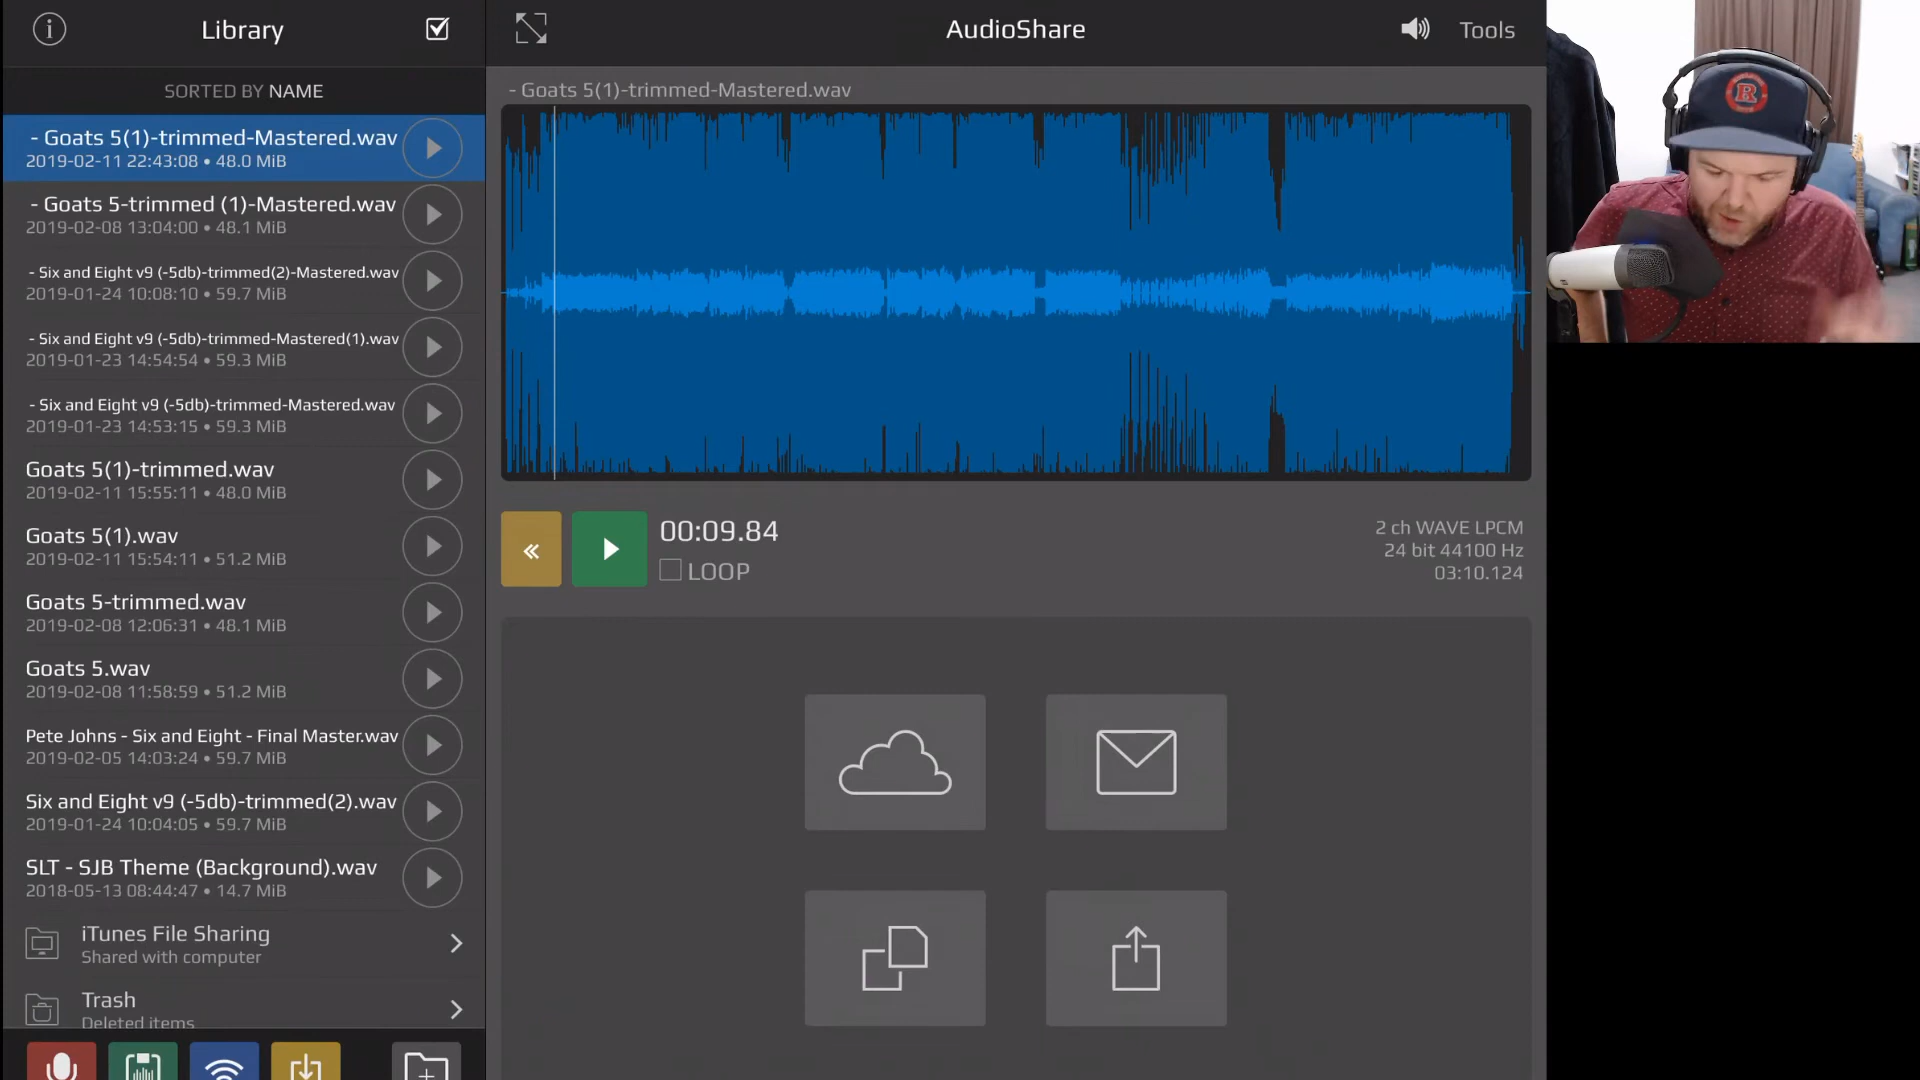 Library
SORTED BY NAME
- Goats 5(1)-trimmed-Mastered.wav
2019-02-11 22:43:08 • 48.0 MiB
- Goats 5-trimmed (1)-Mastered.wav
2019-02-08 13:04:00 • 48.1 MiB
- Six and Eight v9 (-5db)-trimmed(2)-Mastered.wav
2019-01-24 10:08:10 • 59.7 MiB
- Six and Eight v9 (-5db)-trimmed-Mastered(1).wav
2019-01-23 14:54:54 • 59.3 MiB
- Six and Eight v9 (-5db)-trimmed-Mastered.wav
2019-01-23 14:53:15 • 59.3 MiB
Goats 5(1)-trimmed.wav
2019-02-11 15:55:11 • 48.0 MiB
Goats 5(1).wav
2019-02-11 15:54:11 • 51.2 MiB
Goats 5-trimmed.wav
2019-02-08 12:06:31 • 48.1 MiB
Goats 5.wav
2019-02-08 11:58:59 • 51.2 MiB
Pete Johns - Six and Eight - Final Master.wav
2019-02-05 14:03:24 • 59.7 MiB
Six and Eight v9 (-5db)-trimmed(2).wav
2019-01-24 10:04:05 • 59.7 MiB
SLT - SJB Theme (Background).wav
2018-05-13 08:44:47 • 14.7 MiB
iTunes File Sharing
Shared with computer
Trash
Deleted items
AudioShare
Tools
- Goats 5(1)-trimmed-Mastered.wav
00:09.84
LOOP
2 ch WAVE LPCM
24 bit 44100 Hz
03:10.124
R